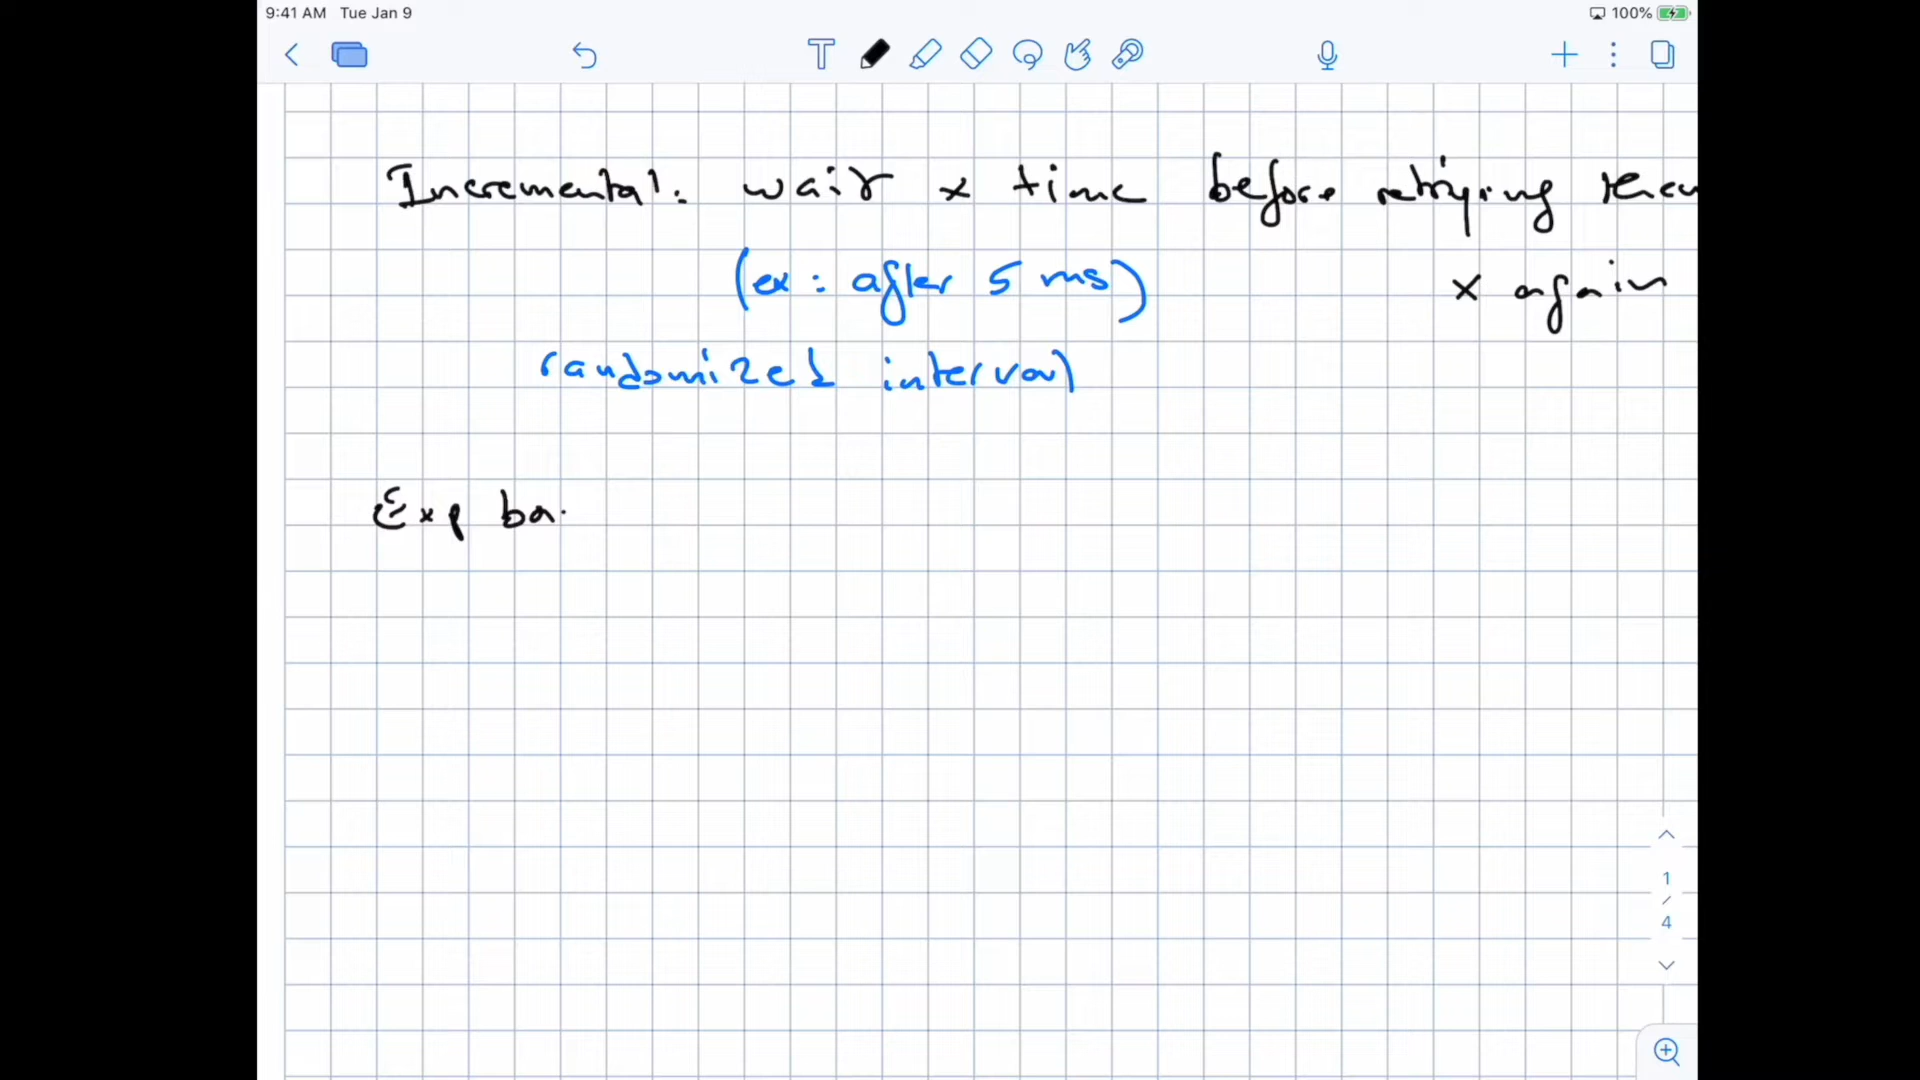 9:41 AM Tue Jan 9 100%
Incremental: wait x time before retrying
(ex: after 5 ms) x again
randomized interval
Exp ba
1
/
4